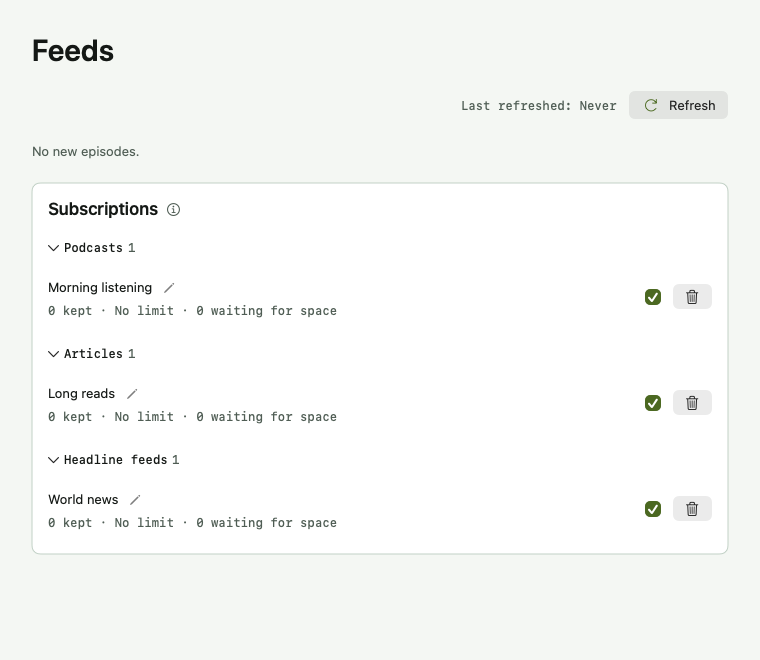 Feeds
Last refreshed: Never
Refresh
No new episodes.
Subscriptions
Podcasts 1
Morning listening
0 kept · No limit · 0 waiting for space
Articles 1
Long reads
0 kept · No limit · 0 waiting for space
Headline feeds 1
World news
0 kept · No limit · 0 waiting for space